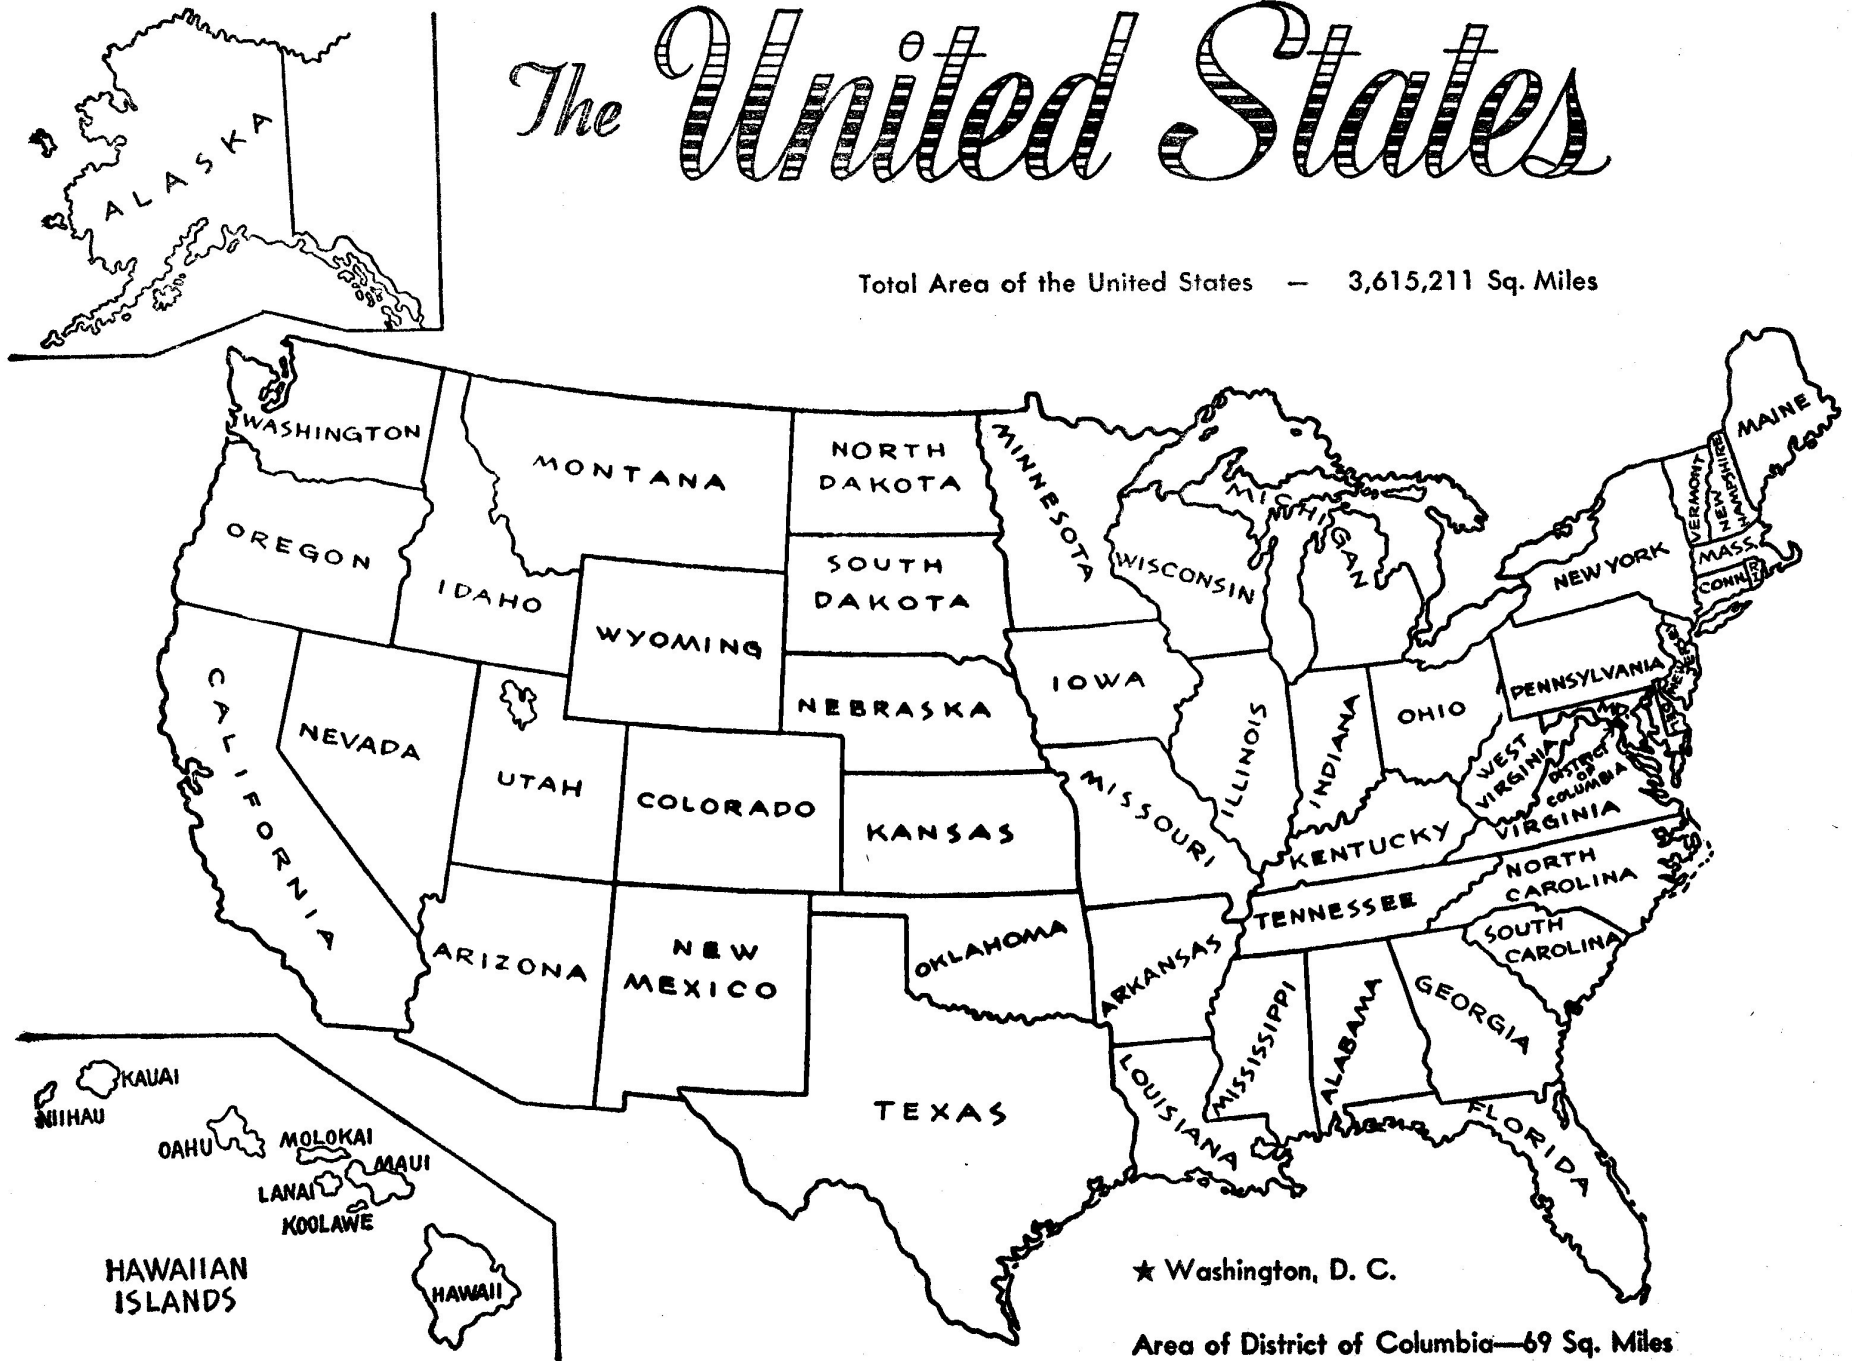 The United States
ALASKA
Total Area of the United States — 3,615,211 Sq. Miles
WASHINGTON
OREGON
CALIFORNIA
NEVADA
IDAHO
MONTANA
WYOMING
UTAH
COLORADO
ARIZONA
NEW
MEXICO
NORTH
DAKOTA
SOUTH
DAKOTA
NEBRASKA
KANSAS
OKLAHOMA
TEXAS
MINNESOTA
IOWA
MISSOURI
ARKANSAS
LOUISIANA
WISCONSIN
MICHIGAN
ILLINOIS
INDIANA
OHIO
KENTUCKY
TENNESSEE
MISSISSIPPI
ALABAMA
GEORGIA
FLORIDA
SOUTH
CAROLINA
NORTH
CAROLINA
VIRGINIA
WEST
VIRGINIA
DISTRICT
OF
COLUMBIA
MD.
PENNSYLVANIA
NEW YORK
NEW JERSEY
CONN.
R
I
MASS.
VERMONT
NEW
HAMPSHIRE
MAINE
KAUAI
NIIHAU
OAHU
MOLOKAI
MAUI
LANAI
KOOLAWE
HAWAII
HAWAIIAN
ISLANDS
★ Washington, D. C.
Area of District of Columbia—69 Sq. Miles